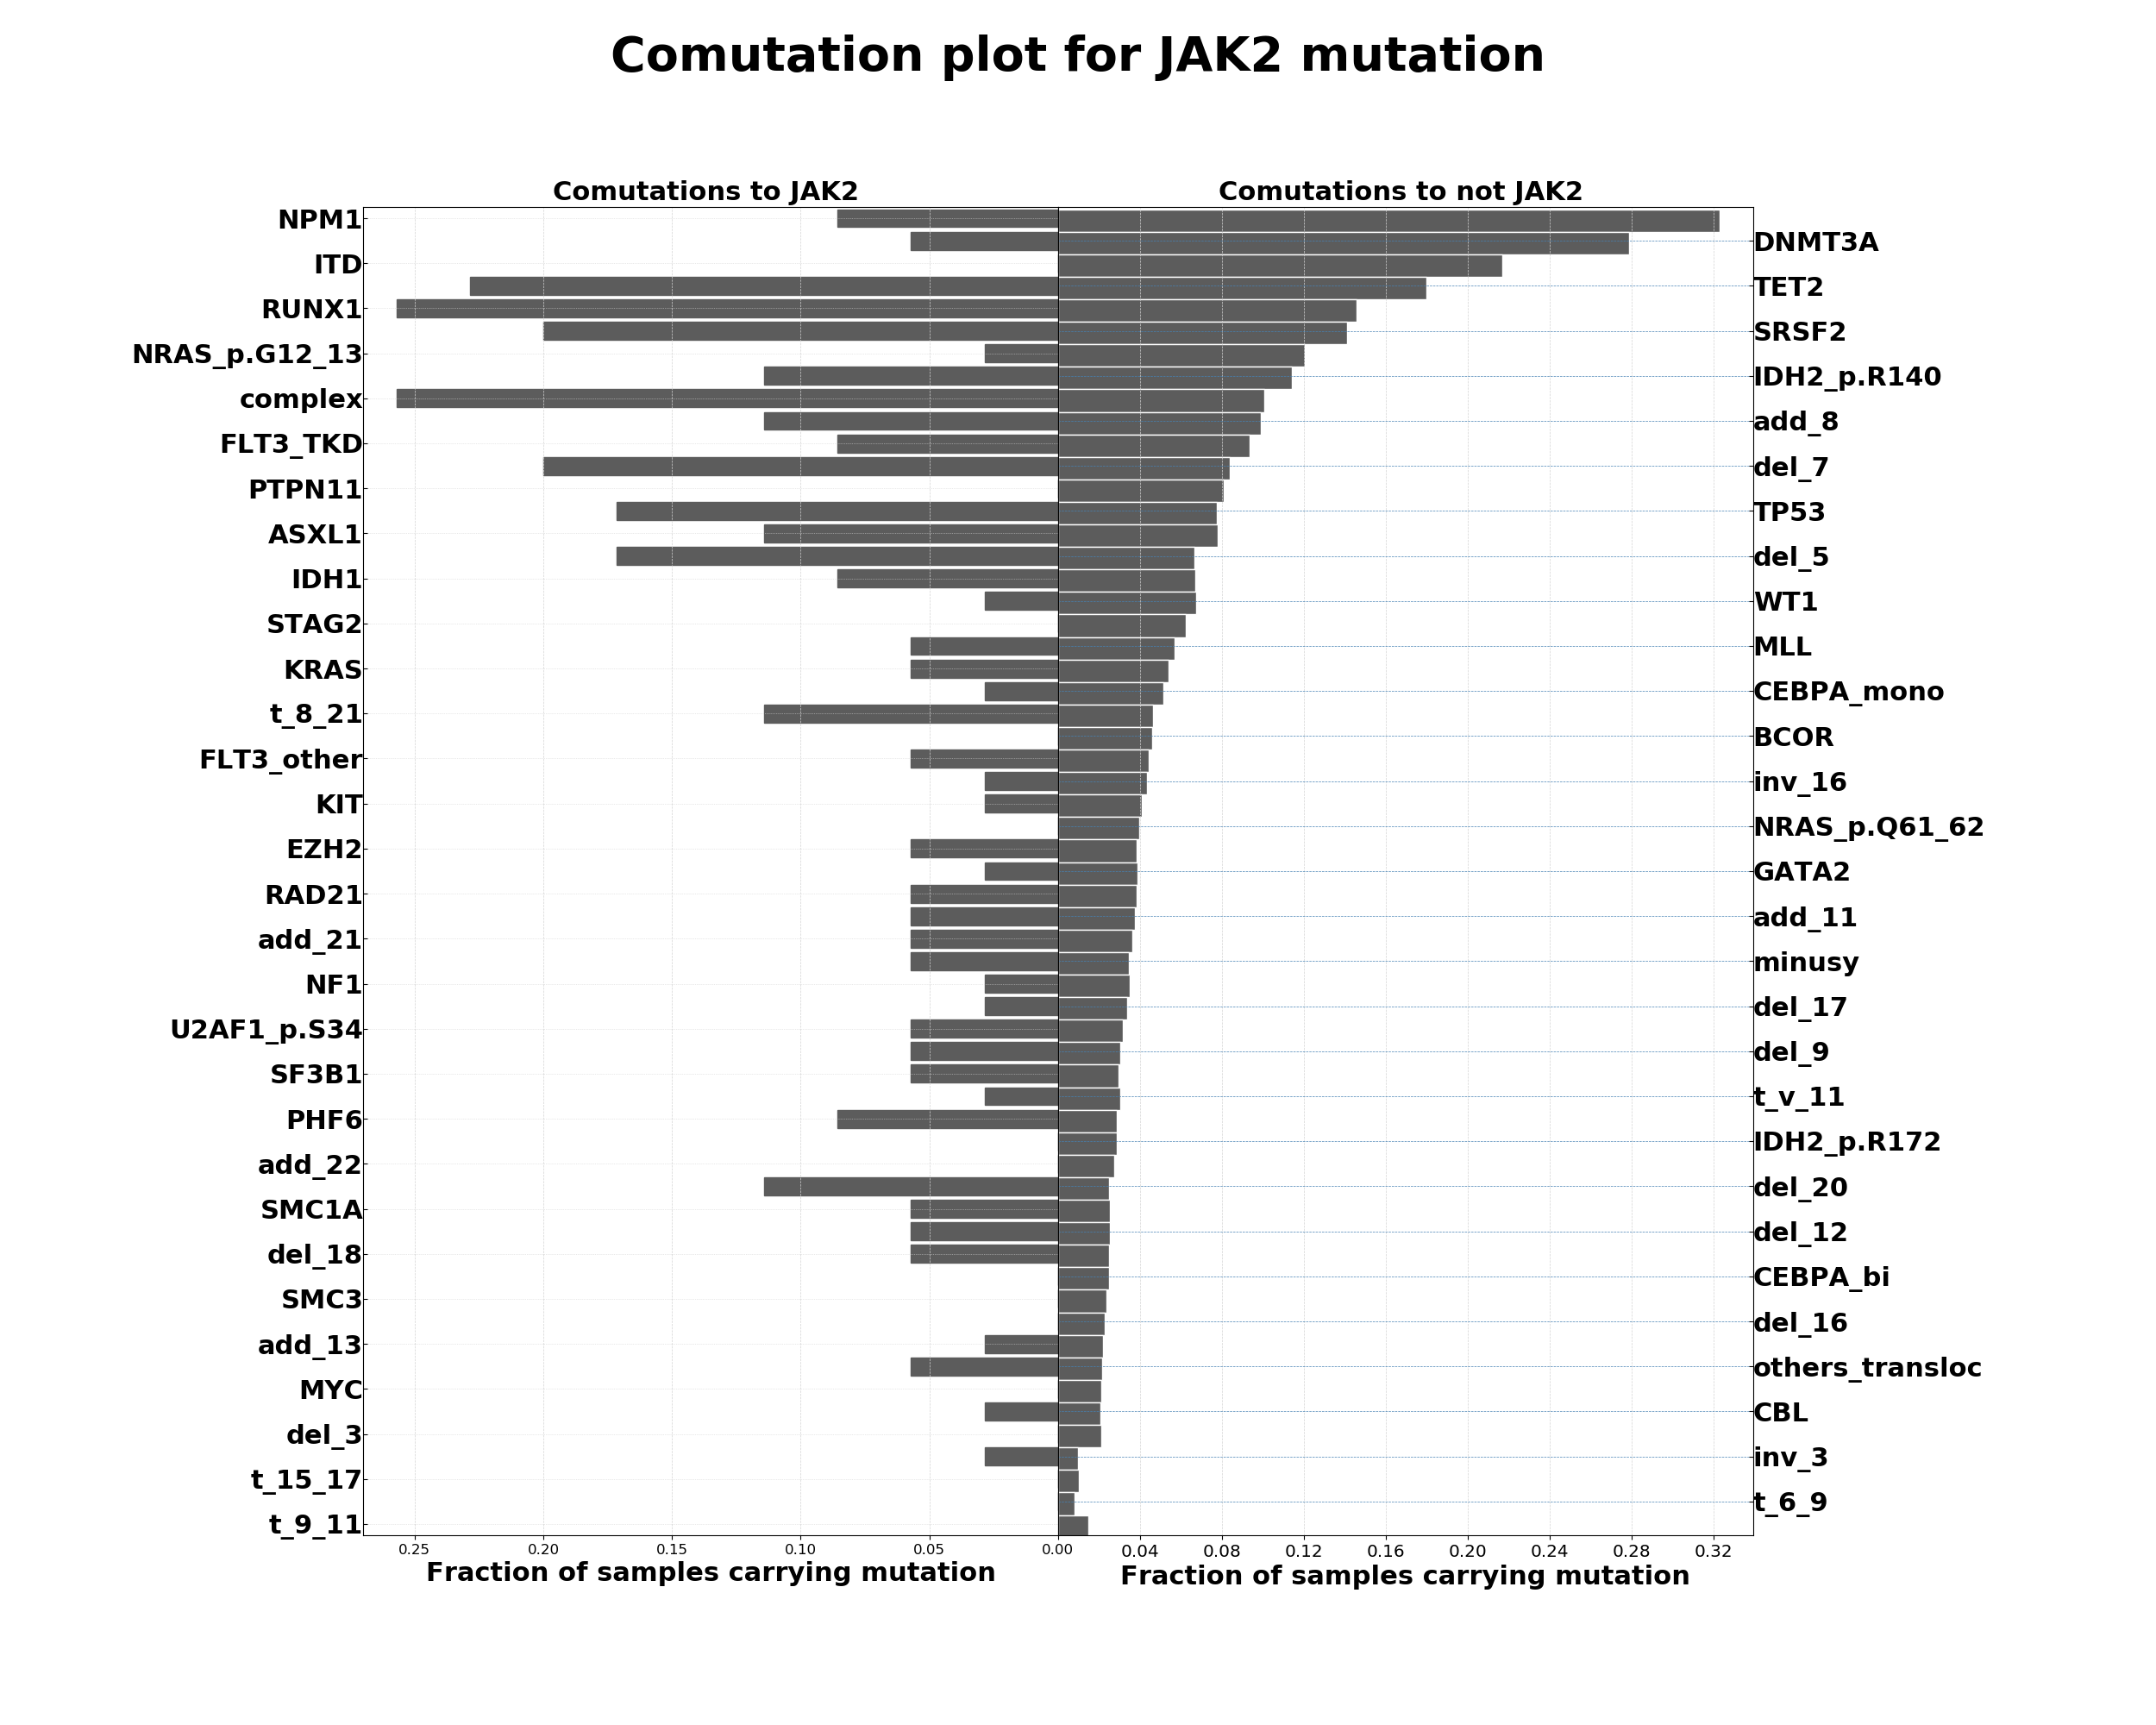 Comutation plot for JAK2 mutation
Comutations to JAK2
Comutations to not JAK2
NPM1
DNMT3A
ITD
TET2
RUNX1
SRSF2
NRAS_p.G12_13
IDH2_p.R140
complex
add_8
FLT3_TKD
del_7
PTPN11
TP53
ASXL1
del_5
IDH1
WT1
STAG2
MLL
KRAS
CEBPA_mono
t_8_21
BCOR
FLT3_other
inv_16
KIT
NRAS_p.Q61_62
EZH2
GATA2
RAD21
add_11
add_21
minusy
NF1
del_17
U2AF1_p.S34
del_9
SF3B1
t_v_11
PHF6
IDH2_p.R172
add_22
del_20
SMC1A
del_12
del_18
CEBPA_bi
SMC3
del_16
add_13
others_transloc
MYC
CBL
del_3
inv_3
t_15_17
t_6_9
t_9_11
0.25 0.20 0.15 0.10 0.05 0.00 0.04 0.08 0.12 0.16 0.20 0.24 0.28 0.32
Fraction of samples carrying mutation
Fraction of samples carrying mutation